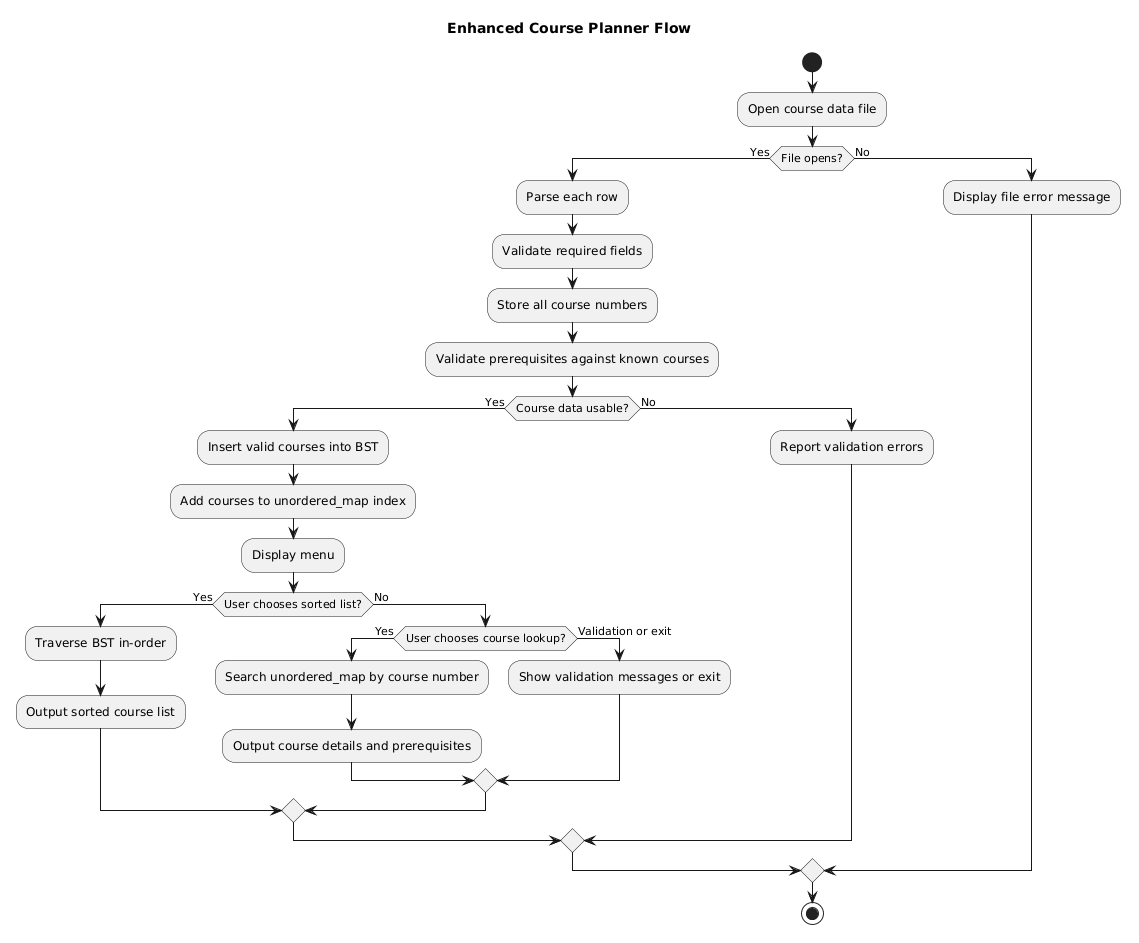 Enhanced Course Planner Flow
Open course data file
Yes
File opens?
No
Parse each row
Display file error message
Validate required fields
Store all course numbers
Validate prerequisites against known courses
Yes
Course data usable?
No
Insert valid courses into BST
Report validation errors
Add courses to unordered_map index
Display menu
Yes
User chooses sorted list?
No
Traverse BST in-order
Yes
User chooses course lookup?
Validation or exit
Search unordered_map by course number
Show validation messages or exit
Output sorted course list
Output course details and prerequisites